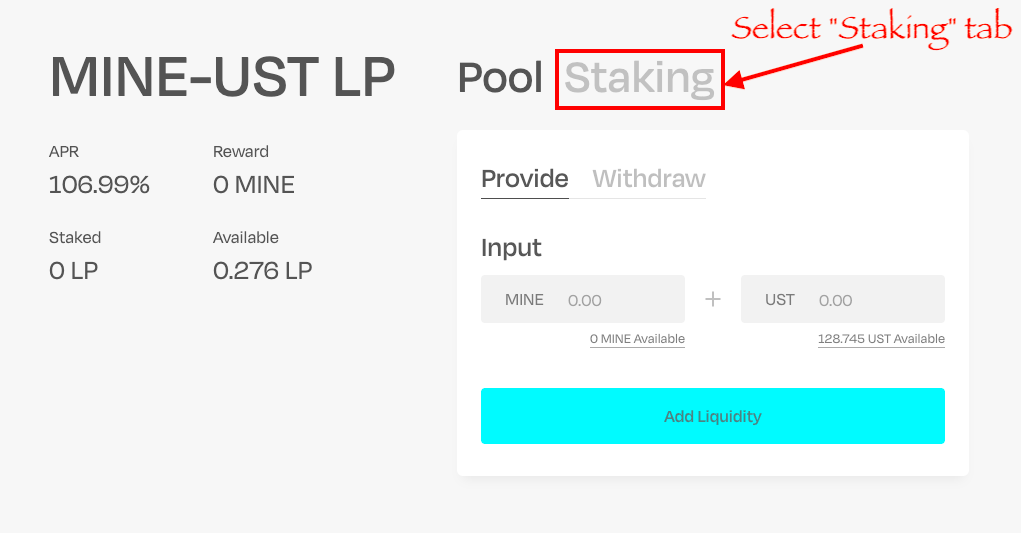 Select "Staking" tab
MINE-UST LP
Pool Staking
APR Reward
106.99% 0 MINE
Staked Available
0 LP 0.276 LP
Provide Withdraw
Input
MINE 0.00 + UST 0.00
0 MINE Available 128.745 UST Available
Add Liquidity